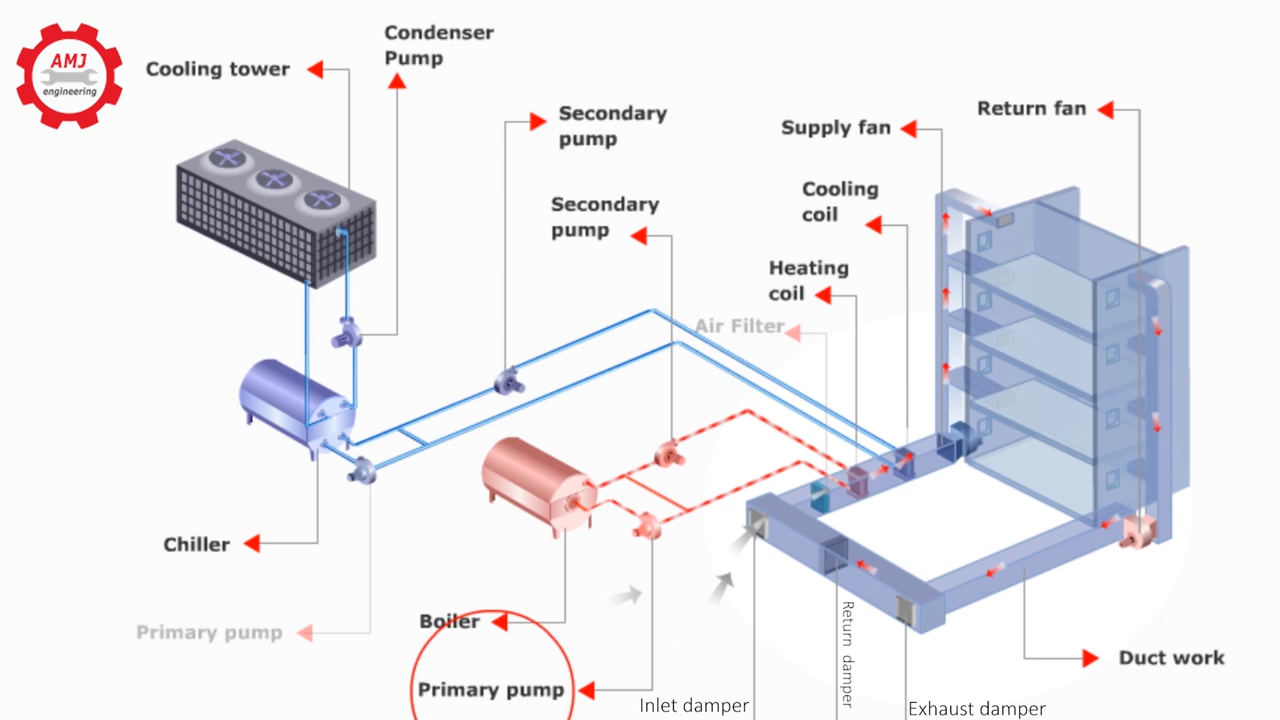 AMJ
engineering
Cooling tower
Condenser
Pump
Secondary
pump
Secondary
pump
Supply fan
Return fan
Cooling
coil
Heating
coil
Air Filter
Chiller
Primary pump
Boiler
Primary pump
Inlet damper
Return damper
Exhaust damper
Duct work